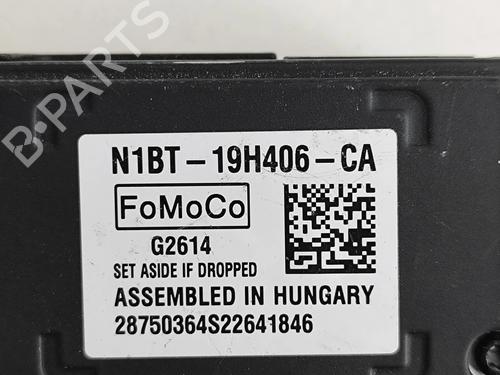 N1BT-19H406-CA
FoMoCo
G2614
SET ASIDE IF DROPPED
ASSEMBLED IN HUNGARY
28750364S22641846
B-PARTS